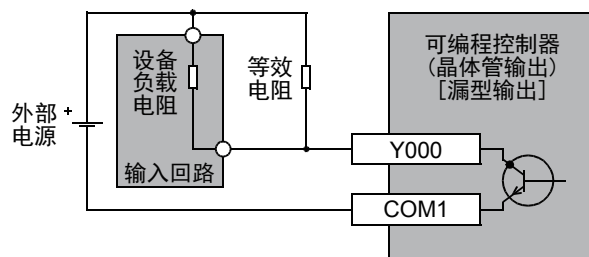 可编程控制器
(晶体管输出)
[漏型输出]
设备
负载
电阻
等效
电阻
外部
电源
+
输入回路
Y000
COM1